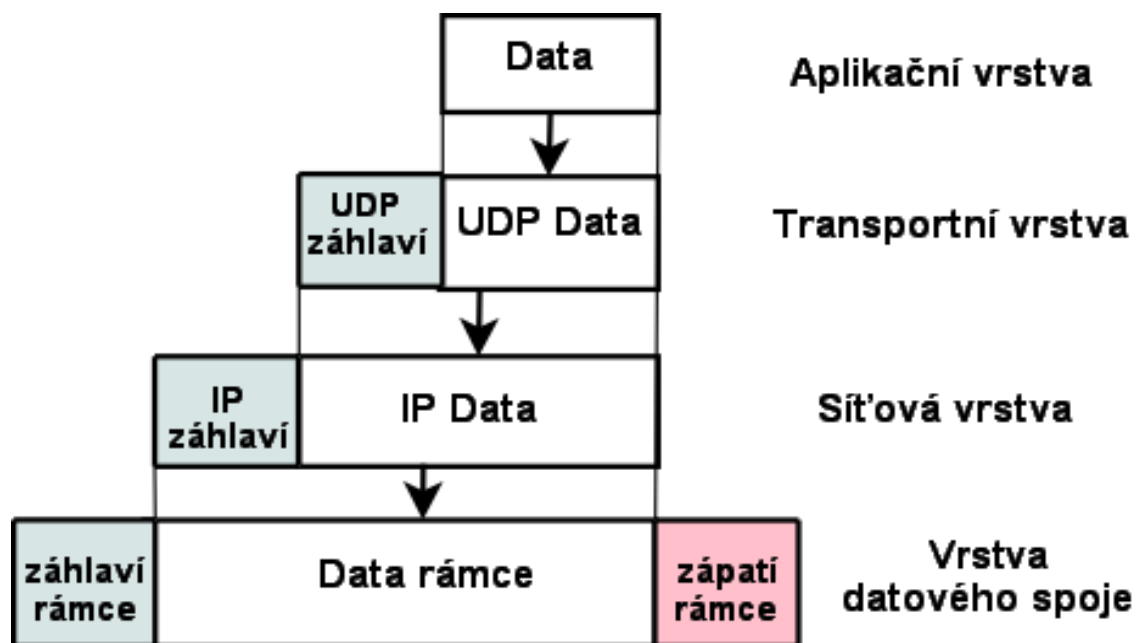 Data
Aplikační vrstva
UDP
záhlaví
UDP Data
Transportní vrstva
IP
záhlaví
IP Data
Síťová vrstva
záhlaví
rámce
Data rámce
zápatí
rámce
Vrstva
datového spoje